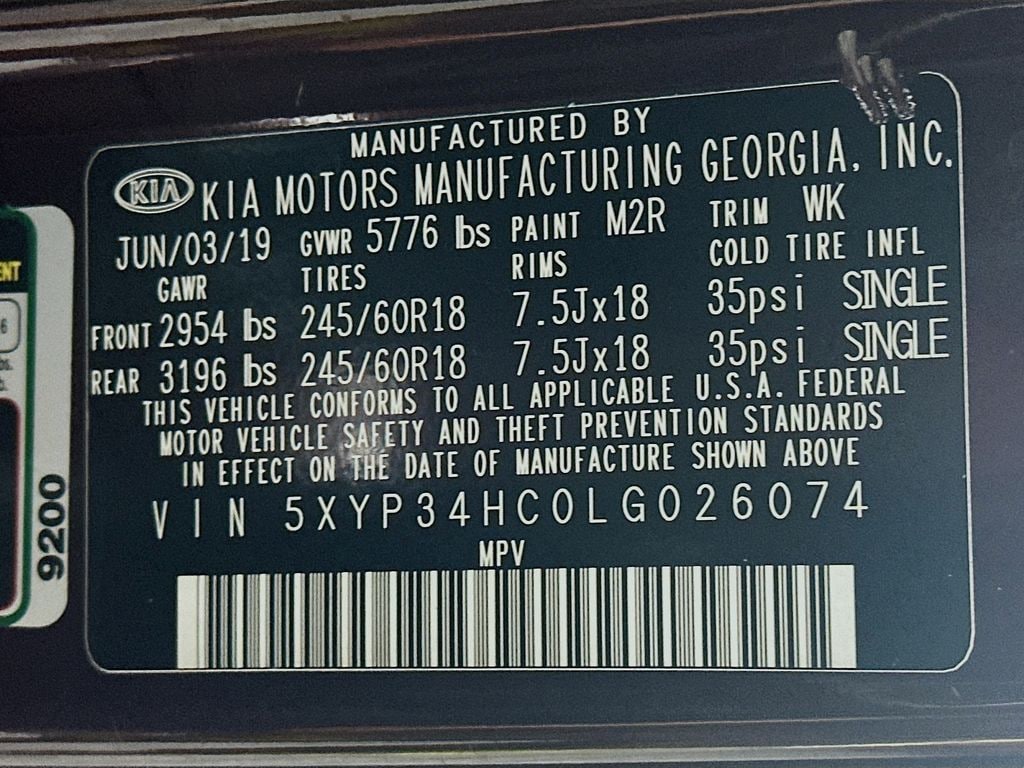 MANUFACTURED BY
KIA KIA MOTORS MANUFACTURING GEORGIA, INC.
JUN/03/19 GVWR 5776 lbs PAINT M2R TRIM WK
GAWR TIRES RIMS COLD TIRE INFL
FRONT 2954 lbs 245/60R18 7.5Jx18 35psi SINGLE
REAR 3196 lbs 245/60R18 7.5Jx18 35psi SINGLE
THIS VEHICLE CONFORMS TO ALL APPLICABLE U.S.A. FEDERAL
MOTOR VEHICLE SAFETY AND THEFT PREVENTION STANDARDS
IN EFFECT ON THE DATE OF MANUFACTURE SHOWN ABOVE
VIN 5XYP34HC0LG026074
MPV
9200